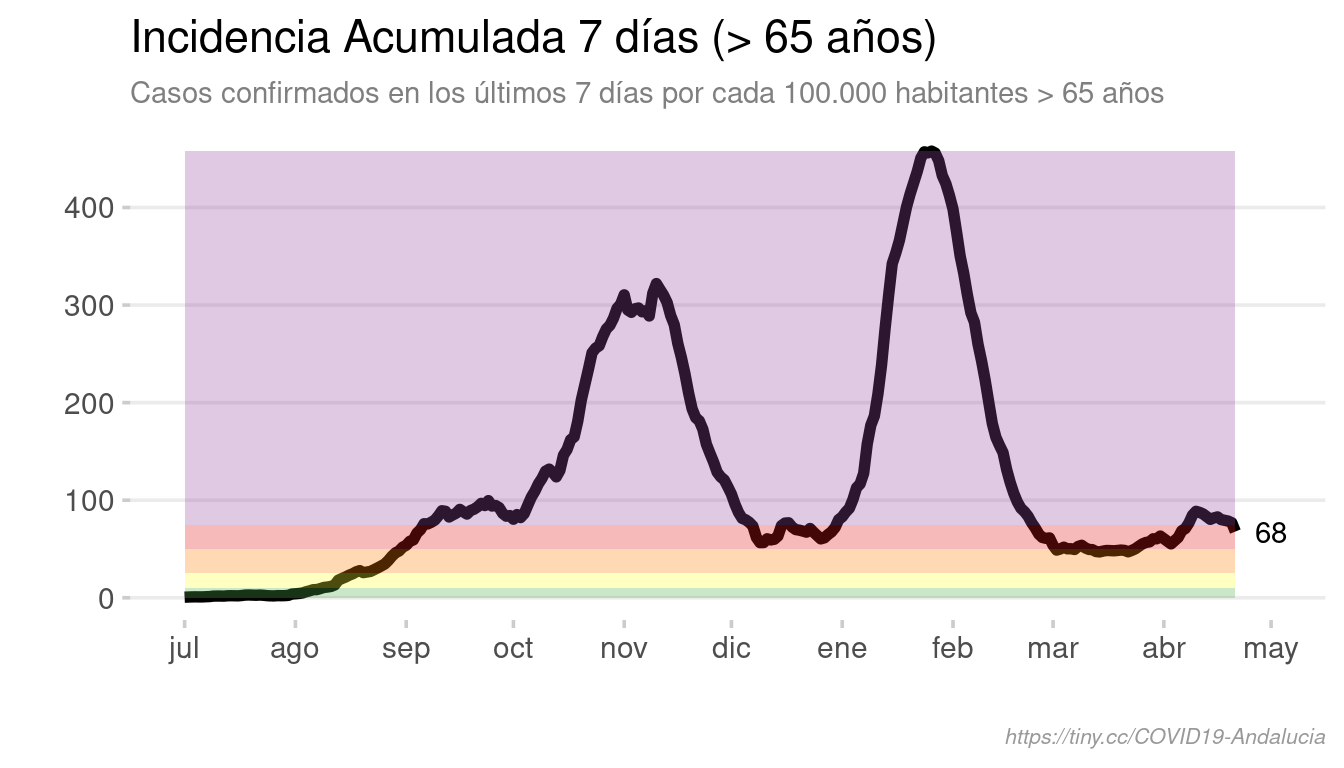 Incidencia Acumulada 7 días (> 65 años)
Casos confirmados en los últimos 7 días por cada 100.000 habitantes > 65 años
400
300
200
100
0
68
jul ago sep oct nov dic ene feb mar abr may
https://tiny.cc/COVID19-Andalucia